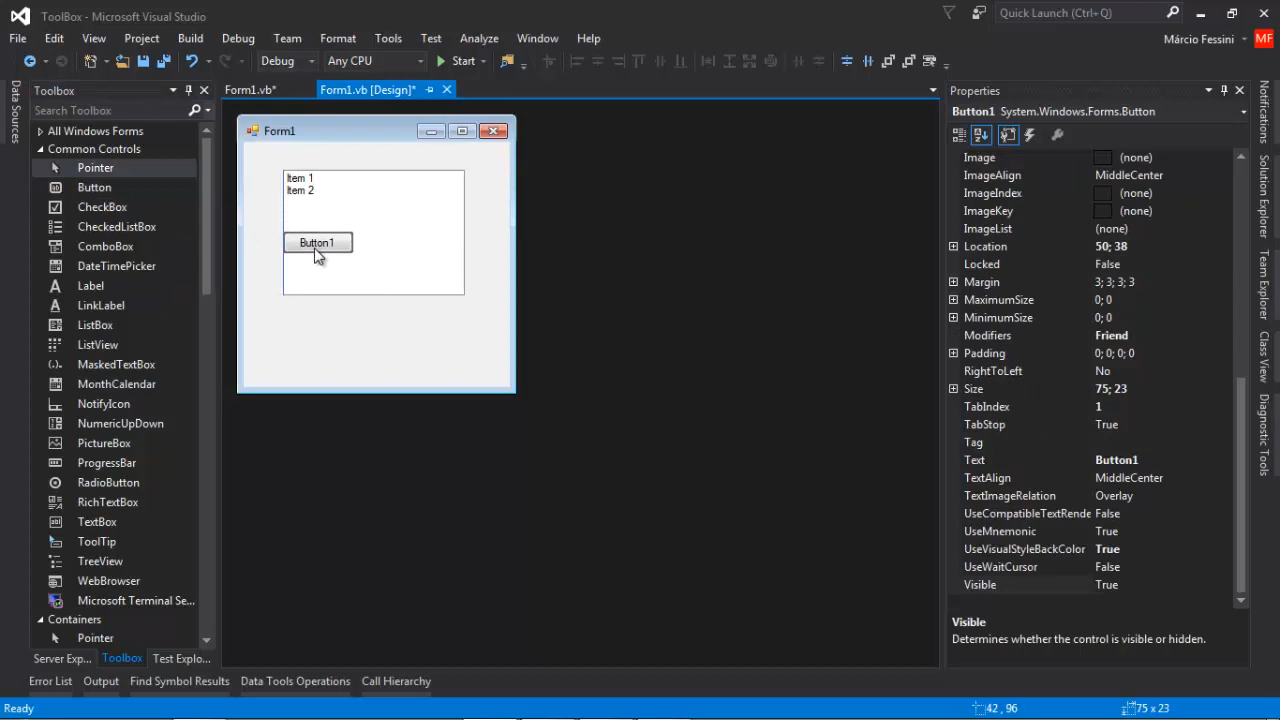 ToolBox - Microsoft Visual Studio
Quick Launch (Ctrl+Q)
File Edit View Project Build Debug Team Format Tools Test Analyze Window Help
Márcio Fessini MF
Debug Any CPU Start
Data Sources
Toolbox
Search Toolbox
All Windows Forms
Common Controls
Pointer
Button
CheckBox
CheckedListBox
ComboBox
DateTimePicker
Label
LinkLabel
ListBox
ListView
MaskedTextBox
MonthCalendar
NotifyIcon
NumericUpDown
PictureBox
ProgressBar
RadioButton
RichTextBox
TextBox
ToolTip
TreeView
WebBrowser
Microsoft Terminal Se...
Containers
Pointer
Server Exp... Toolbox Test Explo...
Form1.vb* Form1.vb [Design]*
Form1
Item 1
Item 2
Button1
Properties
Button1 System.Windows.Forms.Button
Image (none)
ImageAlign MiddleCenter
ImageIndex (none)
ImageKey (none)
ImageList (none)
Location 50; 38
Locked False
Margin 3; 3; 3; 3
MaximumSize 0; 0
MinimumSize 0; 0
Modifiers Friend
Padding 0; 0; 0; 0
RightToLeft No
Size 75; 23
TabIndex 1
TabStop True
Tag
Text Button1
TextAlign MiddleCenter
TextImageRelation Overlay
UseCompatibleTextRende False
UseMnemonic True
UseVisualStyleBackColor True
UseWaitCursor False
Visible True
Visible
Determines whether the control is visible or hidden.
Notifications
Solution Explorer
Team Explorer
Class View
Diagnostic Tools
Error List Output Find Symbol Results Data Tools Operations Call Hierarchy
Ready 42 , 96 75 x 23